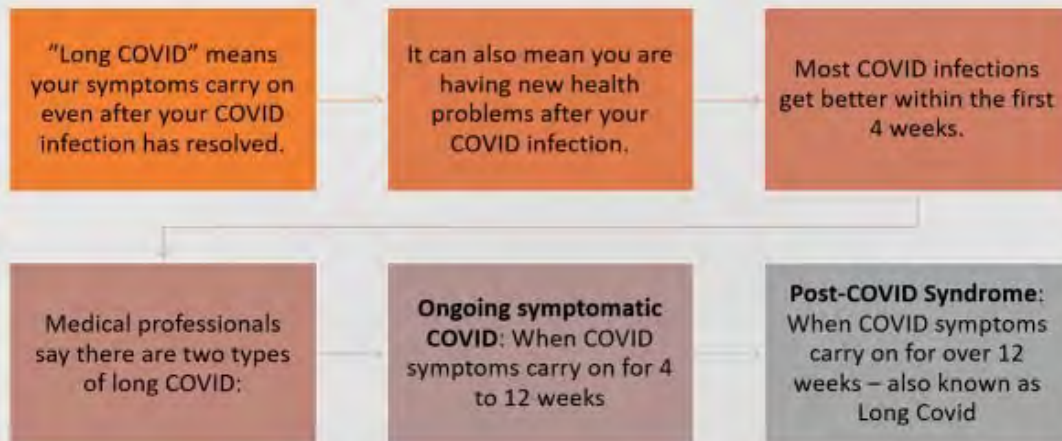 "Long COVID" means
your symptoms carry on
even after your COVID
infection has resolved.
It can also mean you are
having new health
problems after your
COVID infection.
Most COVID infections
get better within the first
4 weeks.
Medical professionals
say there are two types
of long COVID:
Ongoing symptomatic
COVID: When COVID
symptoms carry on for 4
to 12 weeks
Post-COVID Syndrome:
When COVID symptoms
carry on for over 12
weeks – also known as
Long Covid